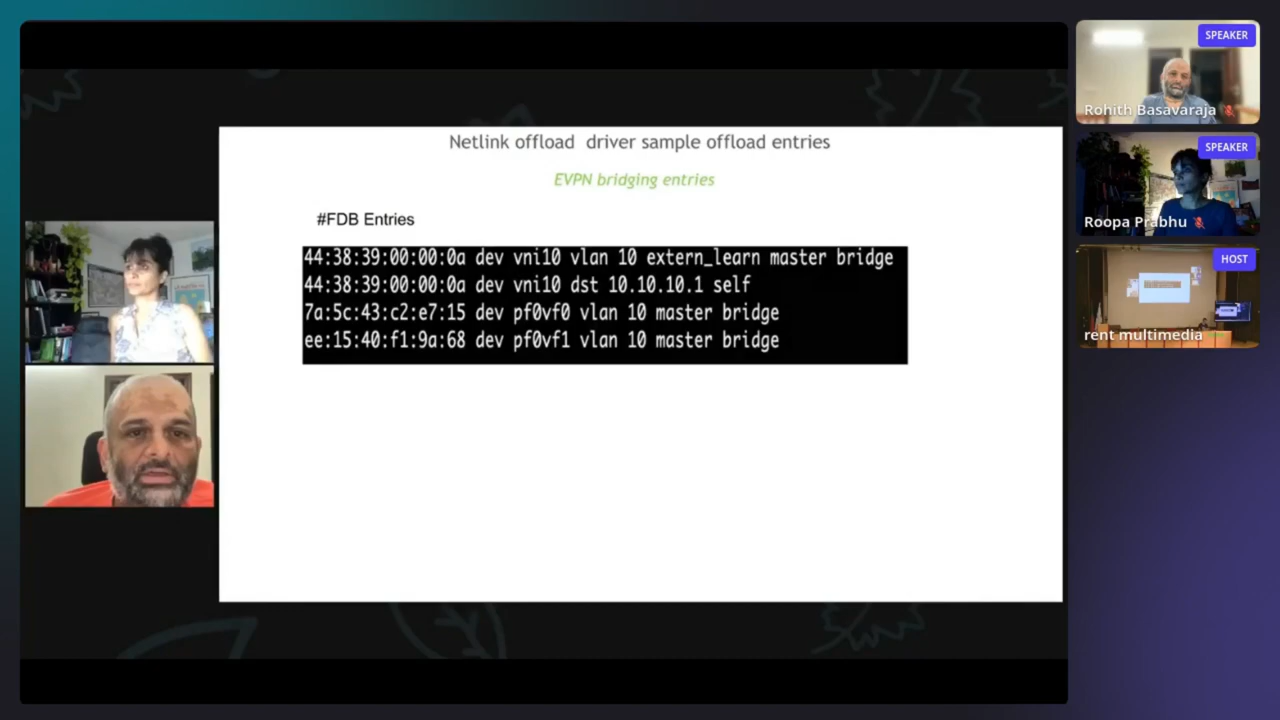 Netlink offload driver sample offload entries
EVPN bridging entries
#FDB Entries
44:38:39:00:00:0a dev vni10 vlan 10 extern_learn master bridge
44:38:39:00:00:0a dev vni10 dst 10.10.10.1 self
7a:5c:43:c2:e7:15 dev pf0vf0 vlan 10 master bridge
ee:15:40:f1:9a:68 dev pf0vf1 vlan 10 master bridge
SPEAKER
Rohith Basavaraja
SPEAKER
Roopa Prabhu
HOST
rent multimedia